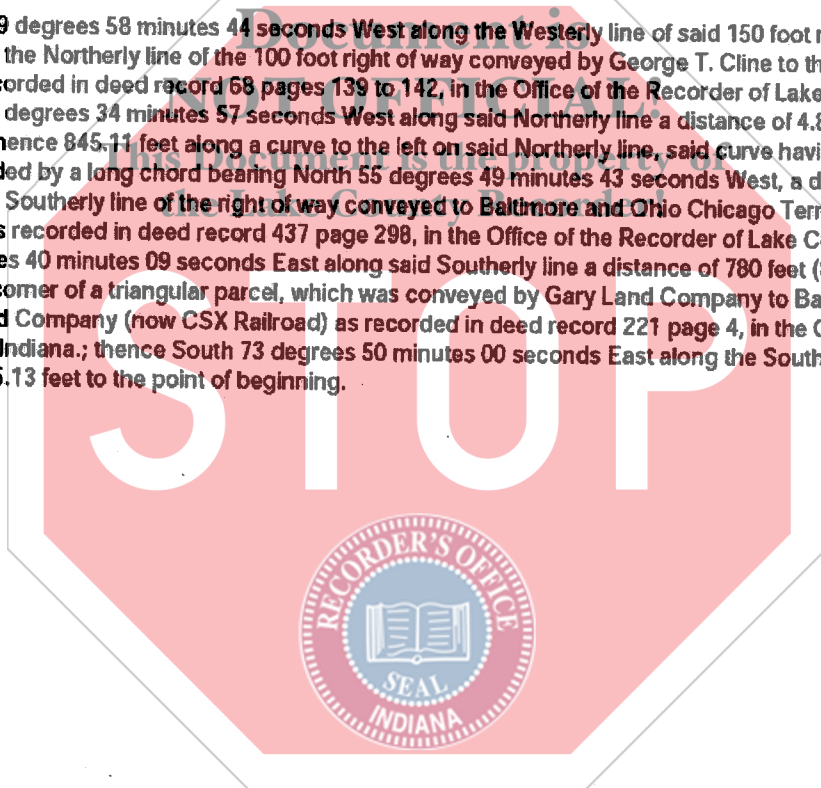 9 degrees 58 minutes 44 seconds West along the Westerly line of said 150 foot r
the Northerly line of the 100 foot right of way conveyed by George T. Cline to th
corded in deed record 68 pages 139 to 142, in the Office of the Recorder of Lake
degrees 34 minutes 57 seconds West along said Northerly line a distance of 4.8
hence 845.11 feet along a curve to the left on said Northerly line, said curve havi
ded by a long chord bearing North 55 degrees 49 minutes 43 seconds West, a d
Southerly line of the right of way conveyed to Baltimore and Ohio Chicago Terr
s recorded in deed record 437 page 298, in the Office of the Recorder of Lake C
es 40 minutes 09 seconds East along said Southerly line a distance of 780 feet (
corner of a triangular parcel, which was conveyed by Gary Land Company to Ba
d Company (now CSX Railroad) as recorded in deed record 221 page 4, in the C
Indiana.; thence South 73 degrees 50 minutes 00 seconds East along the South
5.13 feet to the point of beginning.
Document is
NOT OFFICIAL!
This Document is the property of
the Lake County Recorder!
STOP
RECORDER'S OFFICE
SEAL
INDIANA